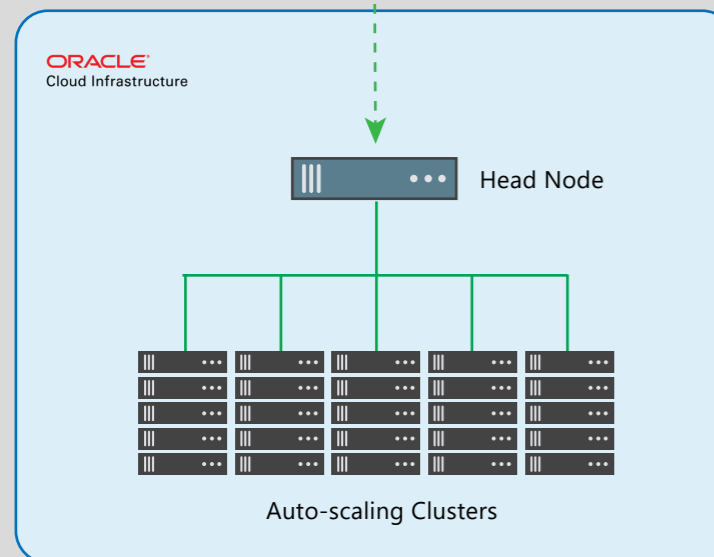 ORACLE
Cloud Infrastructure
Head Node
Auto-scaling Clusters